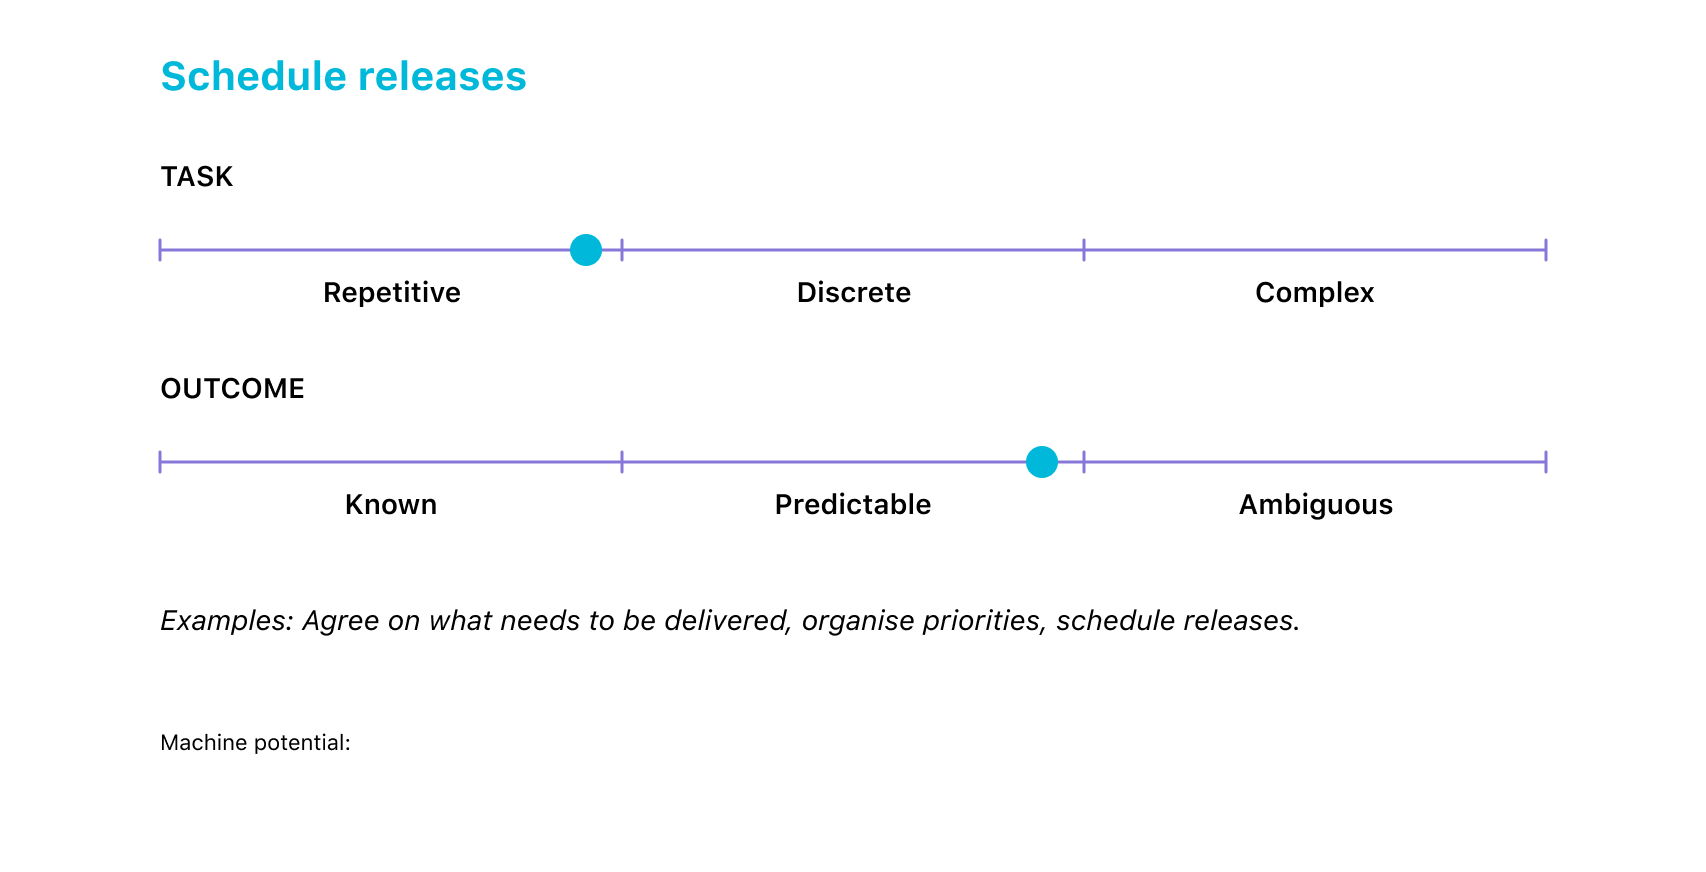 Schedule releases
TASK
Repetitive Discrete Complex
OUTCOME
Known Predictable Ambiguous
Examples: Agree on what needs to be delivered, organise priorities, schedule releases.
Machine potential: